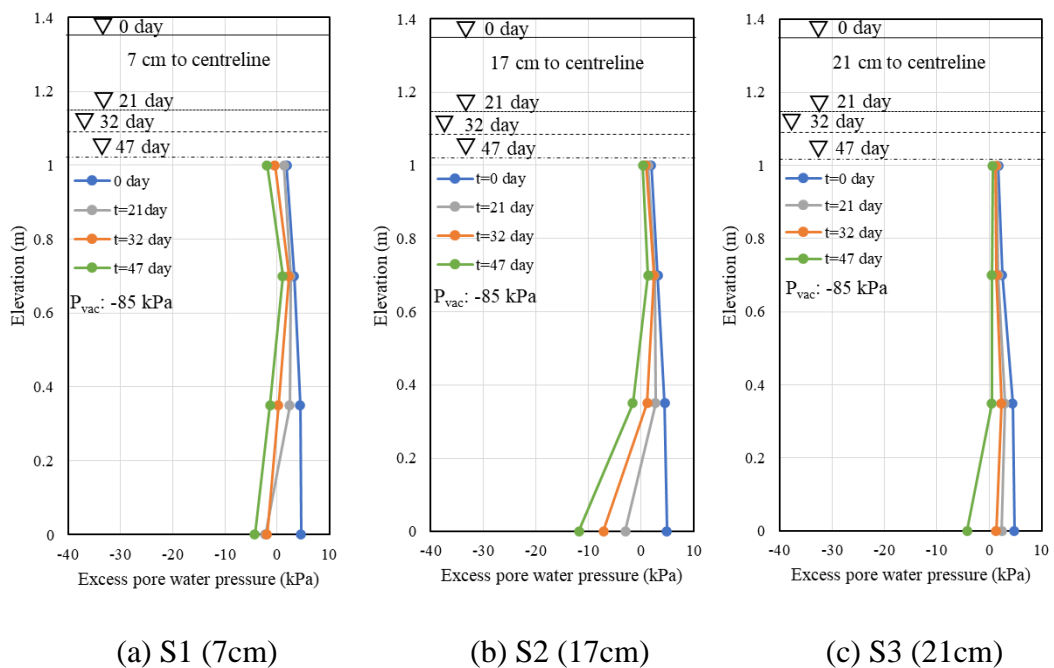 1.4
0 day
7 cm to centreline
1.2
21 day
32 day
47 day
1
0 day
t=21day
0.8
t=32 day
t=47 day
Pvac: -85 kPa
0.6
0.4
0.2
0
Elevation (m)
-40 -30 -20 -10 0 10
Excess pore water pressure (kPa)
(a) S1 (7cm)
1.4
0 day
17 cm to centreline
1.2
21 day
32 day
47 day
1
t=0 day
t=21 day
0.8
t=32 day
t=47 day
Pvac: -85 kPa
0.6
0.4
0.2
0
Elevation (m)
-40 -30 -20 -10 0 10
Excess pore water pressure (kPa)
(b) S2 (17cm)
1.4
0 day
21 cm to centreline
1.2
21 day
32 day
47 day
1
t=0 day
t=21 day
0.8
t=32 day
t=47 day
Pvac: -85 kPa
0.6
0.4
0.2
0
Elevation (m)
-40 -30 -20 -10 0 10
Excess pore water pressure (kPa)
(c) S3 (21cm)